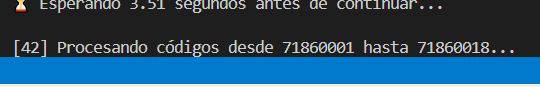 ⏳ Esperando 3.51 segundos antes de continuar...
[42] Procesando códigos desde 71860001 hasta 71860018...